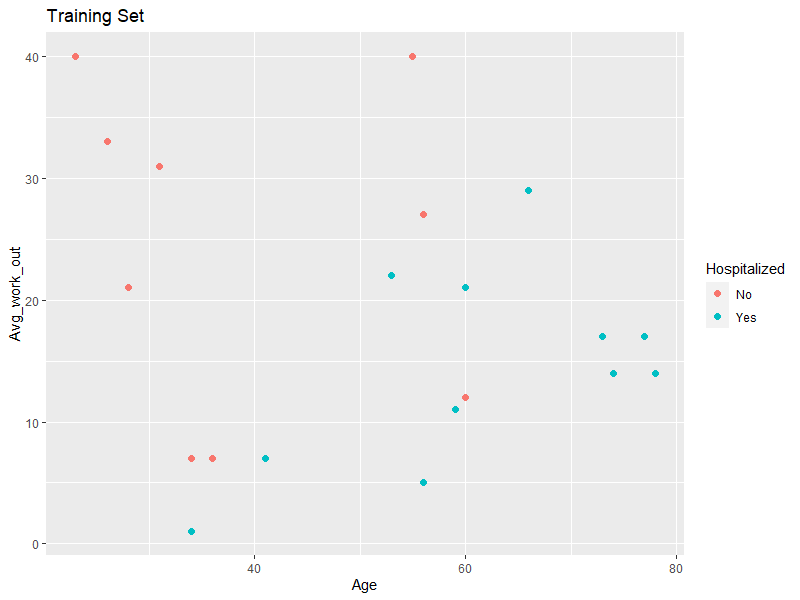 Training Set
40
30
20
10
0
Avg_work_out
40
60
80
Age
Hospitalized
No
Yes